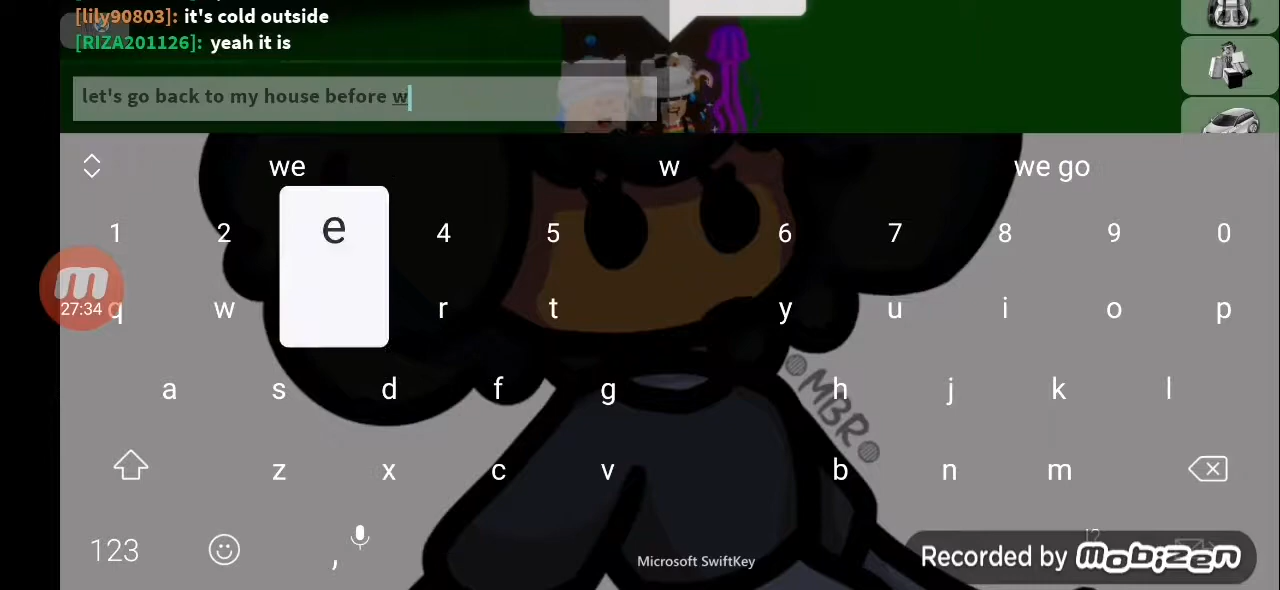 [lily90803]: it's cold outside
[RIZA201126]: yeah it is
let's go back to my house before w
we w we go
e
1 2 4 5 6 7 8 9 0
27:34
q w r t y u i o p
a s d f g h j k l
●MBR●
z x c v b n m
123 , !?
Microsoft SwiftKey
Recorded by mobizen